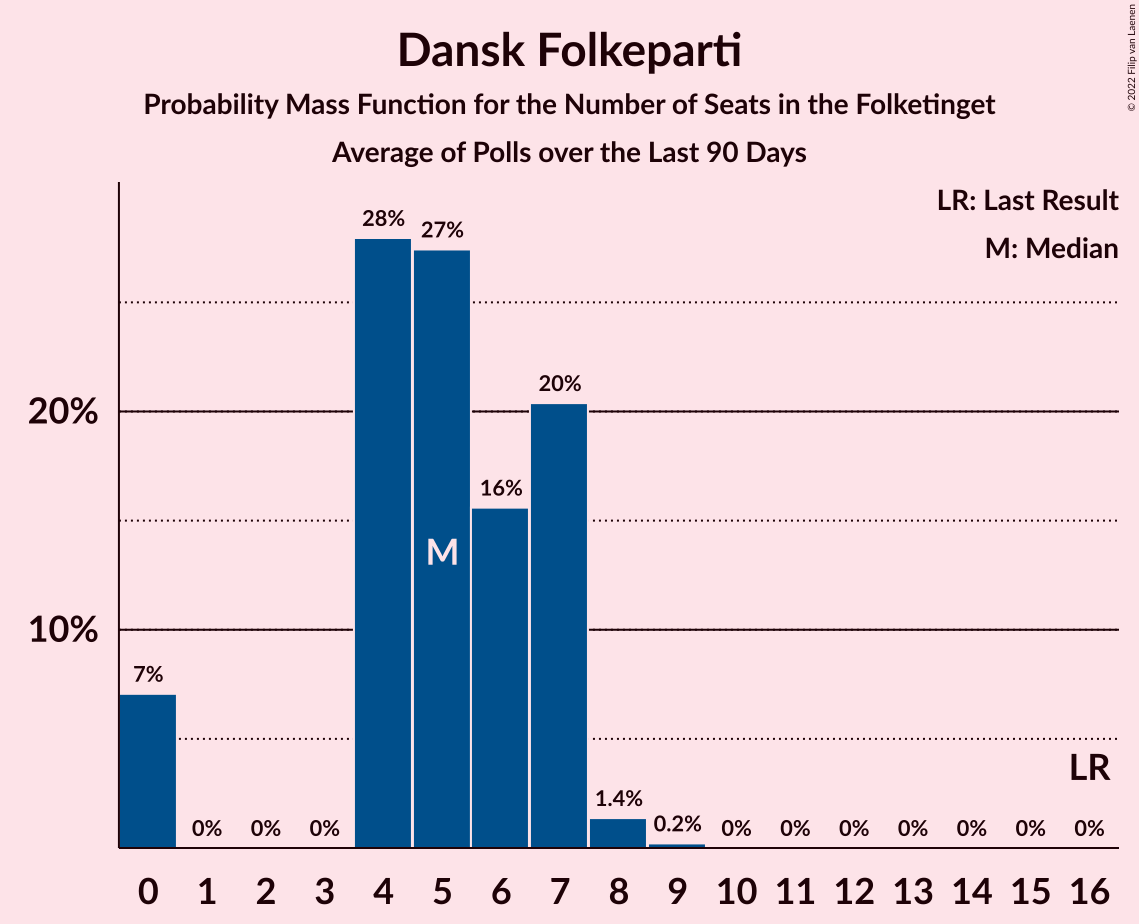 Dansk Folkeparti
Probability Mass Function for the Number of Seats in the Folketinget
Average of Polls over the Last 90 Days
© 2022 Filip van Laenen
LR: Last Result
M: Median
28%
27%
20%
20%
16%
M
10%
7%
LR
0%
0%
0%
1.4%
0.2%
0%
0%
0%
0%
0%
0%
0%
0 1 2 3 4 5 6 7 8 9 10 11 12 13 14 15 16